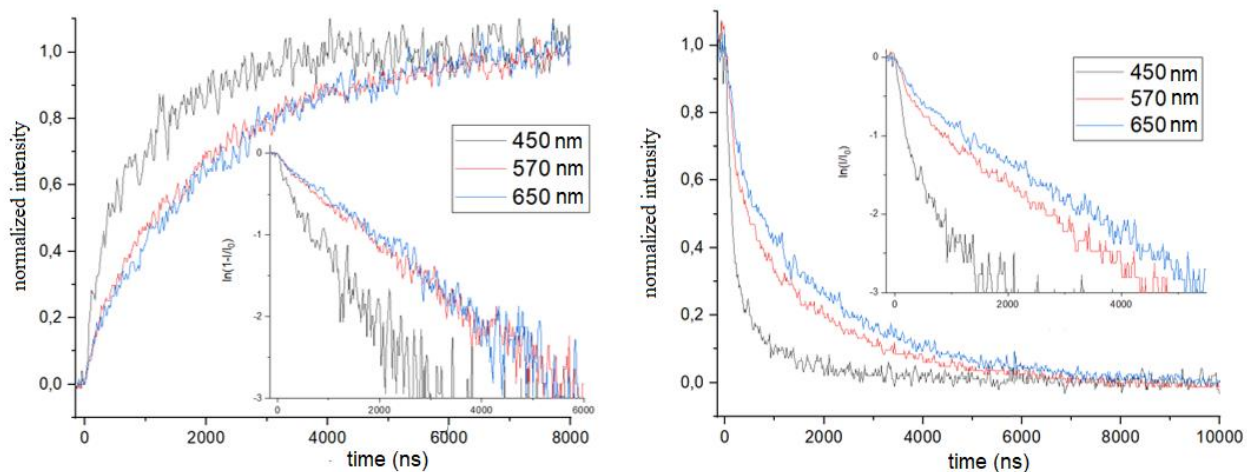 normalized intensity
1,0
0,8
0,6
0,4
0,2
0,0
0 2000 4000 6000 8000
time (ns)
450 nm
570 nm
650 nm
ln(1-I/I₀)
0
-1
-2
-3
0 2000 4000 6000
normalized intensity
1,0
0,8
0,6
0,4
0,2
0,0
0 2000 4000 6000 8000 10000
time (ns)
450 nm
570 nm
650 nm
ln(I/I₀)
0
-1
-2
-3
0 2000 4000